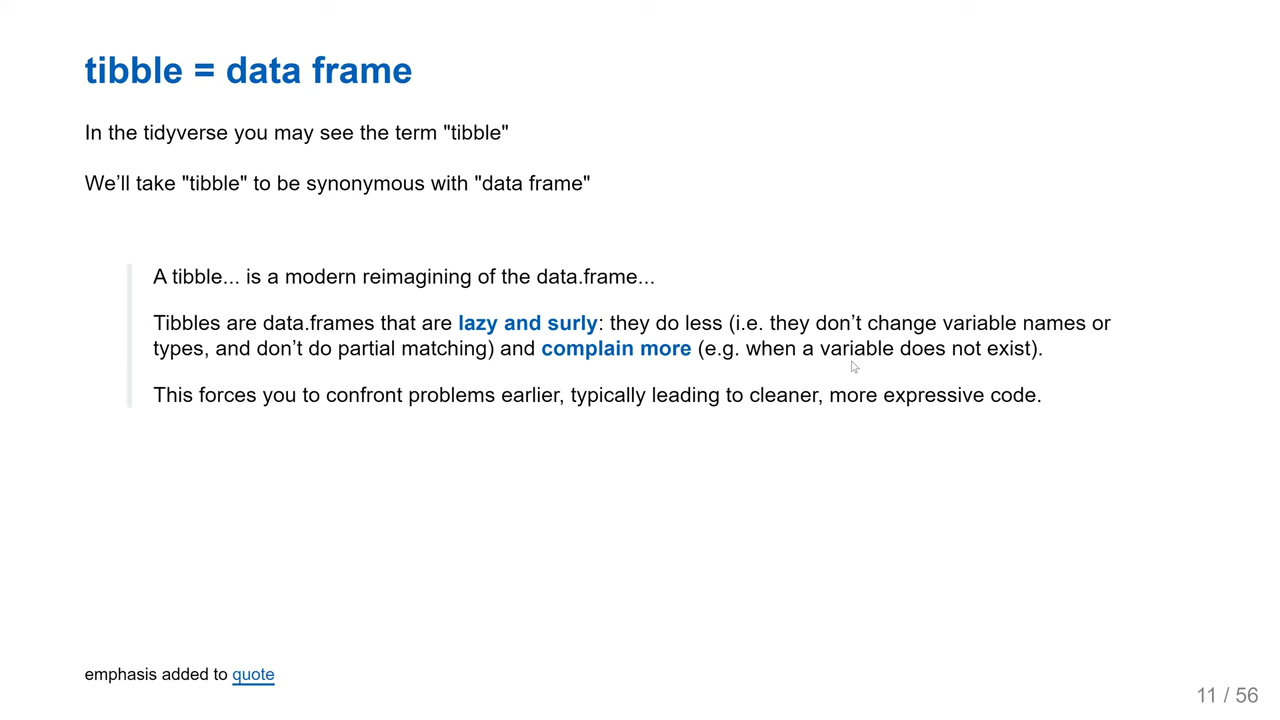 tibble = data frame
In the tidyverse you may see the term "tibble"
We’ll take "tibble" to be synonymous with "data frame"
A tibble... is a modern reimagining of the data.frame...
Tibbles are data.frames that are lazy and surly: they do less (i.e. they don’t change variable names or
types, and don’t do partial matching) and complain more (e.g. when a variable does not exist).
This forces you to confront problems earlier, typically leading to cleaner, more expressive code.
emphasis added to quote
11 / 56